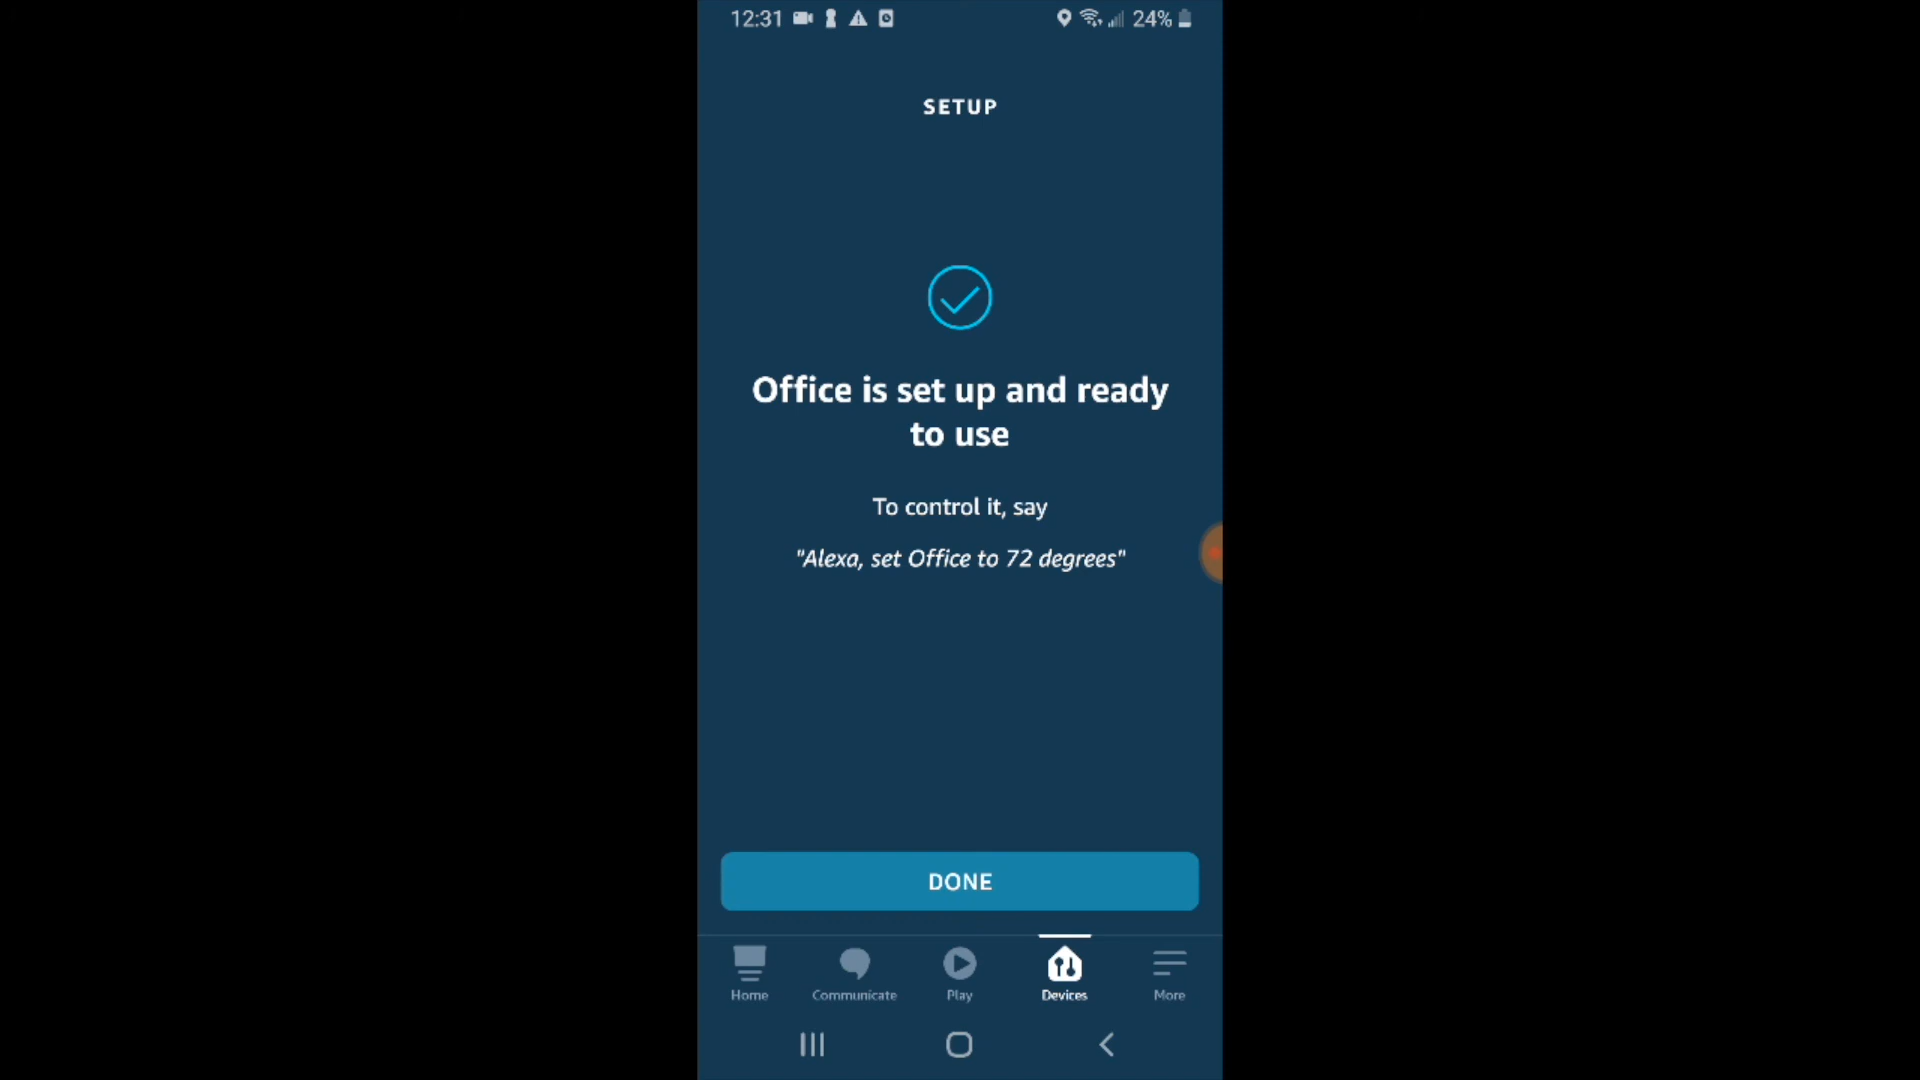 12:31 24%
SETUP
Office is set up and ready
to use
To control it, say
"Alexa, set Office to 72 degrees"
DONE
Home Communicate Play Devices More